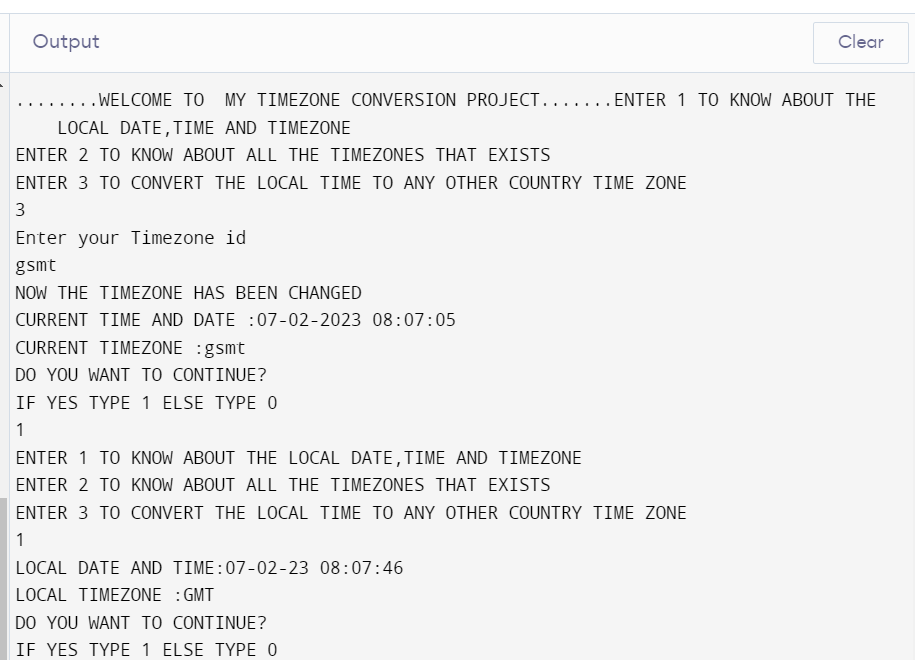 Output
Clear
........WELCOME TO  MY TIMEZONE CONVERSION PROJECT.......ENTER 1 TO KNOW ABOUT THE
    LOCAL DATE,TIME AND TIMEZONE
ENTER 2 TO KNOW ABOUT ALL THE TIMEZONES THAT EXISTS
ENTER 3 TO CONVERT THE LOCAL TIME TO ANY OTHER COUNTRY TIME ZONE
3
Enter your Timezone id
gsmt
NOW THE TIMEZONE HAS BEEN CHANGED
CURRENT TIME AND DATE :07-02-2023 08:07:05
CURRENT TIMEZONE :gsmt
DO YOU WANT TO CONTINUE?
IF YES TYPE 1 ELSE TYPE 0
1
ENTER 1 TO KNOW ABOUT THE LOCAL DATE,TIME AND TIMEZONE
ENTER 2 TO KNOW ABOUT ALL THE TIMEZONES THAT EXISTS
ENTER 3 TO CONVERT THE LOCAL TIME TO ANY OTHER COUNTRY TIME ZONE
1
LOCAL DATE AND TIME:07-02-23 08:07:46
LOCAL TIMEZONE :GMT
DO YOU WANT TO CONTINUE?
IF YES TYPE 1 ELSE TYPE 0